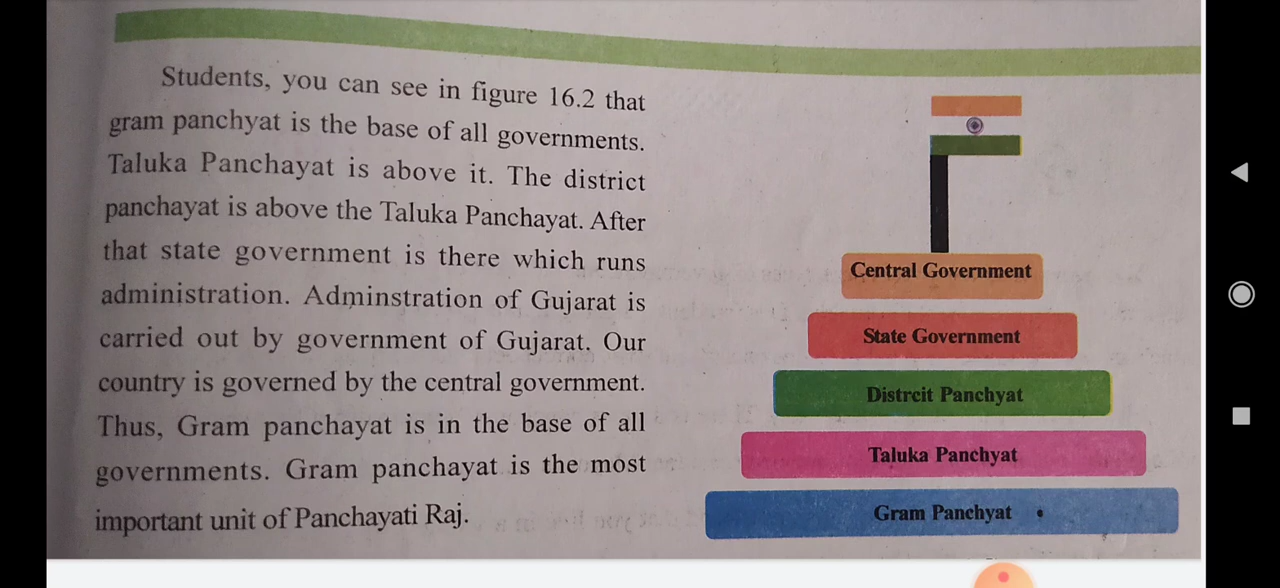 Students, you can see in figure 16.2 that
gram panchyat is the base of all governments.
Taluka Panchayat is above it. The district
panchayat is above the Taluka Panchayat. After
that state government is there which runs
administration. Adminstration of Gujarat is
carried out by government of Gujarat. Our
country is governed by the central government.
Thus, Gram panchayat is in the base of all
governments. Gram panchayat is the most
important unit of Panchayati Raj.
Central Government
State Government
Distrcit Panchyat
Taluka Panchyat
Gram Panchyat